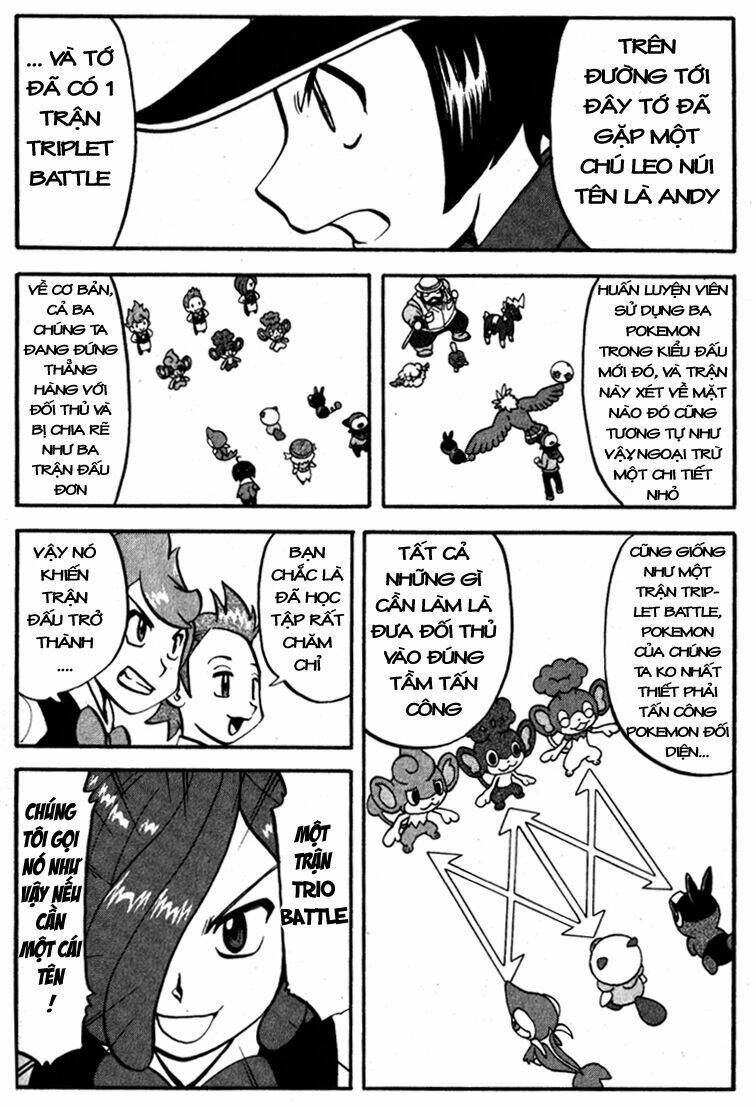 TRÊN
ĐƯỜNG TỚI
ĐÂY TỚ ĐÃ
GẶP MỘT
CHÚ LEO NÚI
TÊN LÀ ANDY
... VÀ TỚ
ĐÃ CÓ 1
TRẬN
TRIPLET
BATTLE
HUẤN LUYỆN VIÊN
SỬ DỤNG BA
POKEMON
TRONG KIỂU ĐẤU
MỚI ĐÓ, VÀ TRẬN
NÀY XÉT VỀ MẶT
NÀO ĐÓ CŨNG
TƯƠNG TỰ NHƯ
VẬY.NGOẠI TRỪ
MỘT CHI TIẾT
NHỎ
VỀ CƠ BẢN,
CẢ BA
CHÚNG TA
ĐANG ĐỨNG
THẲNG
HÀNG VỚI
ĐỐI THỦ VÀ
BỊ CHIA RẼ
NHƯ BA
TRẬN ĐẤU
ĐƠN
CŨNG GIỐNG
NHƯ MỘT
TRẬN TRIP-
LET BATTLE,
POKEMON
CỦA CHÚNG
TA KO NHẤT
THIẾT PHẢI
TẤN CÔNG
POKEMON ĐỐI
DIỆN...
TẤT CẢ
NHỮNG GÌ
CẦN LÀM LÀ
ĐƯA ĐỐI THỦ
VÀO ĐÚNG
TẦM TẤN
CÔNG
BẠN
CHẮC LÀ
ĐÃ HỌC
TẬP RẤT
CHĂM
CHỈ
VẬY NÓ
KHIẾN
TRẬN
ĐẤU TRỞ
THÀNH
....
MỘT
TRẬN
TRIO
BATTLE
CHÚNG
TÔI GỌI
NÓ NHƯ
VẬY NẾU
CẦN
MỘT CÁI
TÊN
!